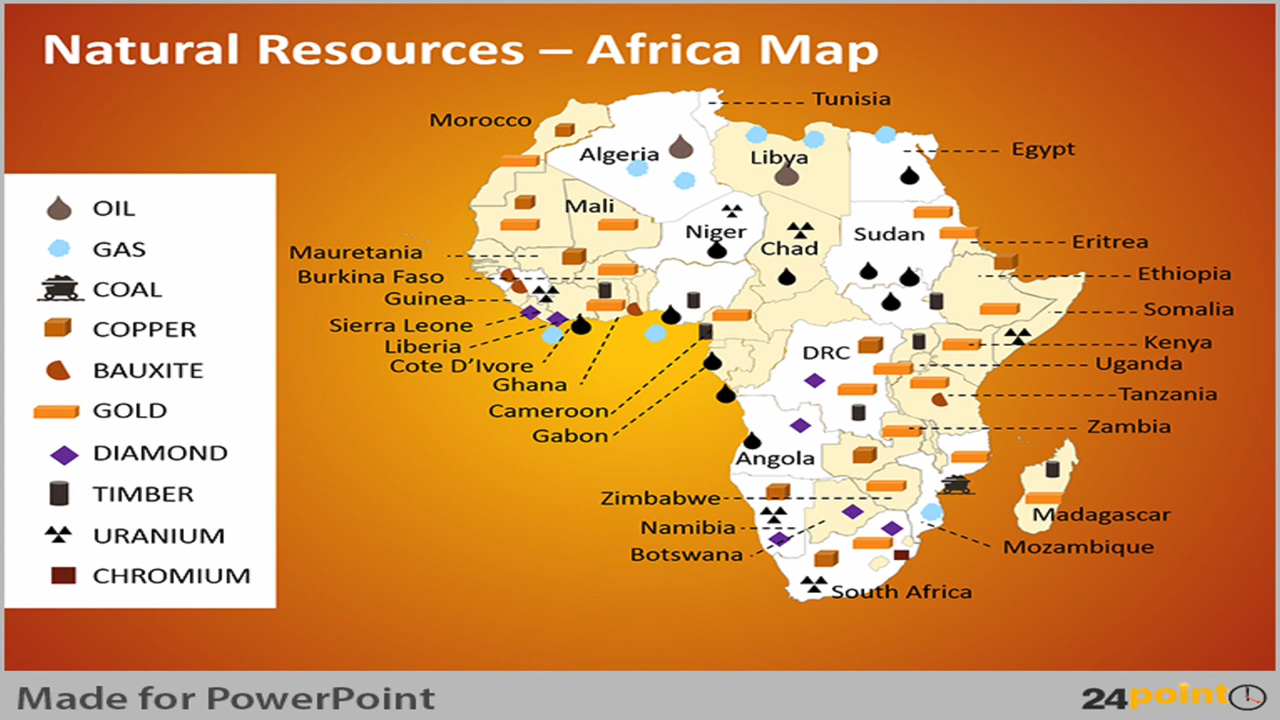 Natural Resources – Africa Map
OIL
GAS
COAL
COPPER
BAUXITE
GOLD
DIAMOND
TIMBER
URANIUM
CHROMIUM
Tunisia
Morocco
Algeria
Libya
Egypt
Mali
Niger
Chad
Sudan
Eritrea
Mauretania
Burkina Faso
Ethiopia
Guinea
Somalia
Sierra Leone
Liberia
Kenya
Cote D'Ivore
DRC
Uganda
Ghana
Tanzania
Cameroon
Zambia
Gabon
Angola
Zimbabwe
Namibia
Madagascar
Botswana
Mozambique
South Africa
Made for PowerPoint
24point0